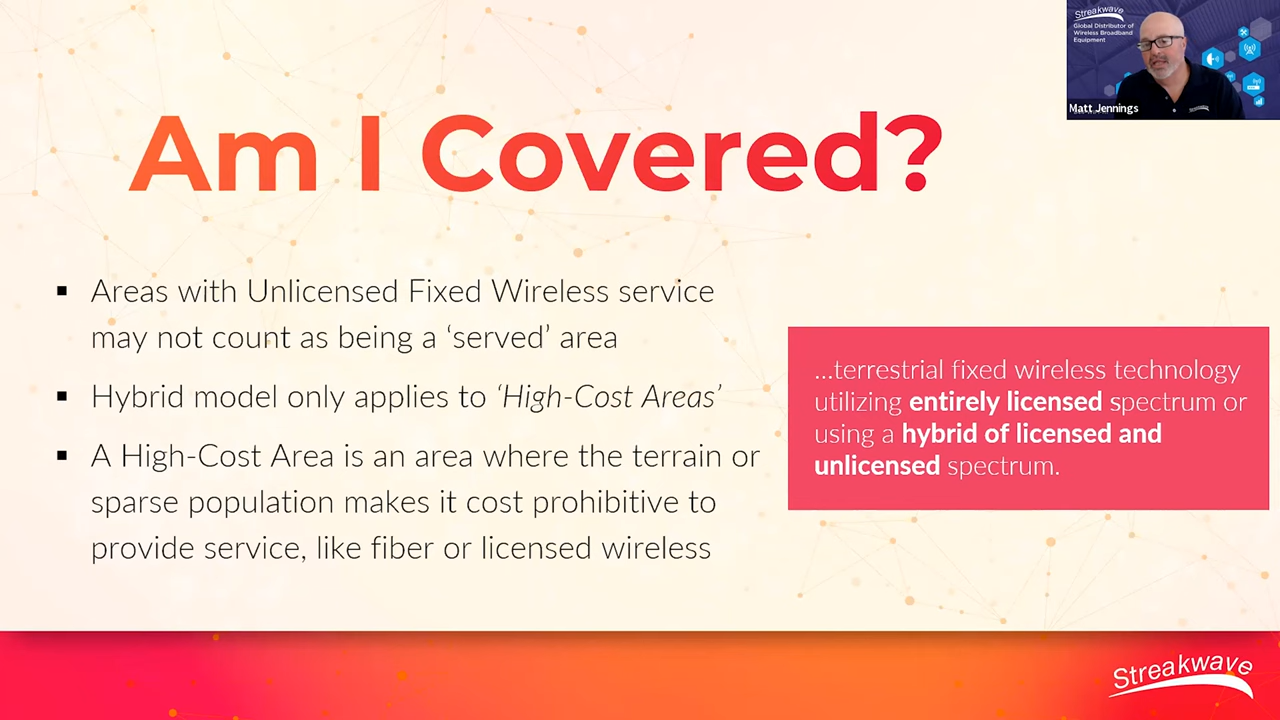 Streakwave
Global Distributor of
Wireless Broadband
Equipment
Matt Jennings
Am I Covered?
▪ Areas with Unlicensed Fixed Wireless service
may not count as being a ‘served’ area
▪ Hybrid model only applies to ‘High-Cost Areas’
▪ A High-Cost Area is an area where the terrain or
sparse population makes it cost prohibitive to
provide service, like fiber or licensed wireless
...terrestrial fixed wireless technology
utilizing entirely licensed spectrum or
using a hybrid of licensed and
unlicensed spectrum.
Streakwave